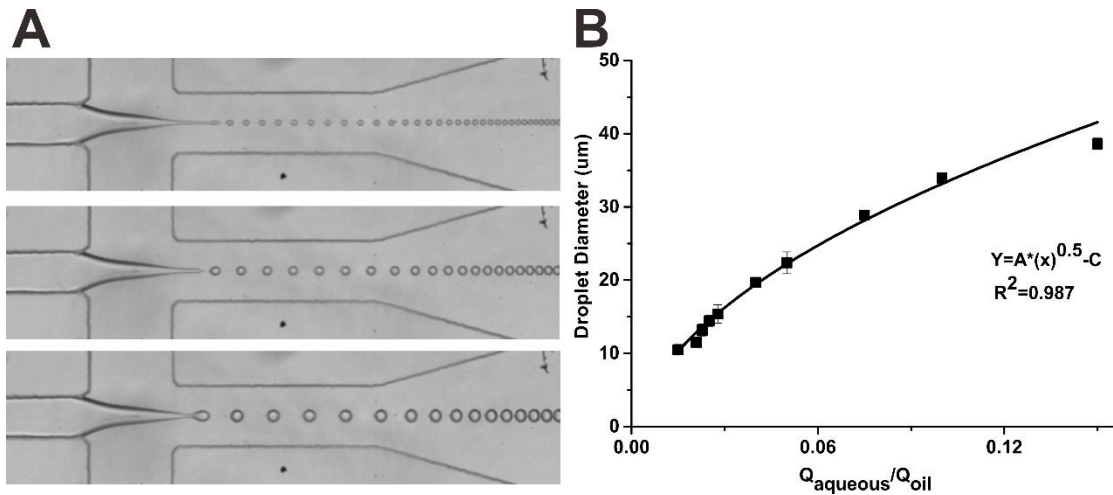 A
B
50
40
30
20
10
0
Droplet Diameter (um)
Y=A*(x)^0.5-C
R^2=0.987
0.00
0.06
0.12
Q_aqueous/Q_oil